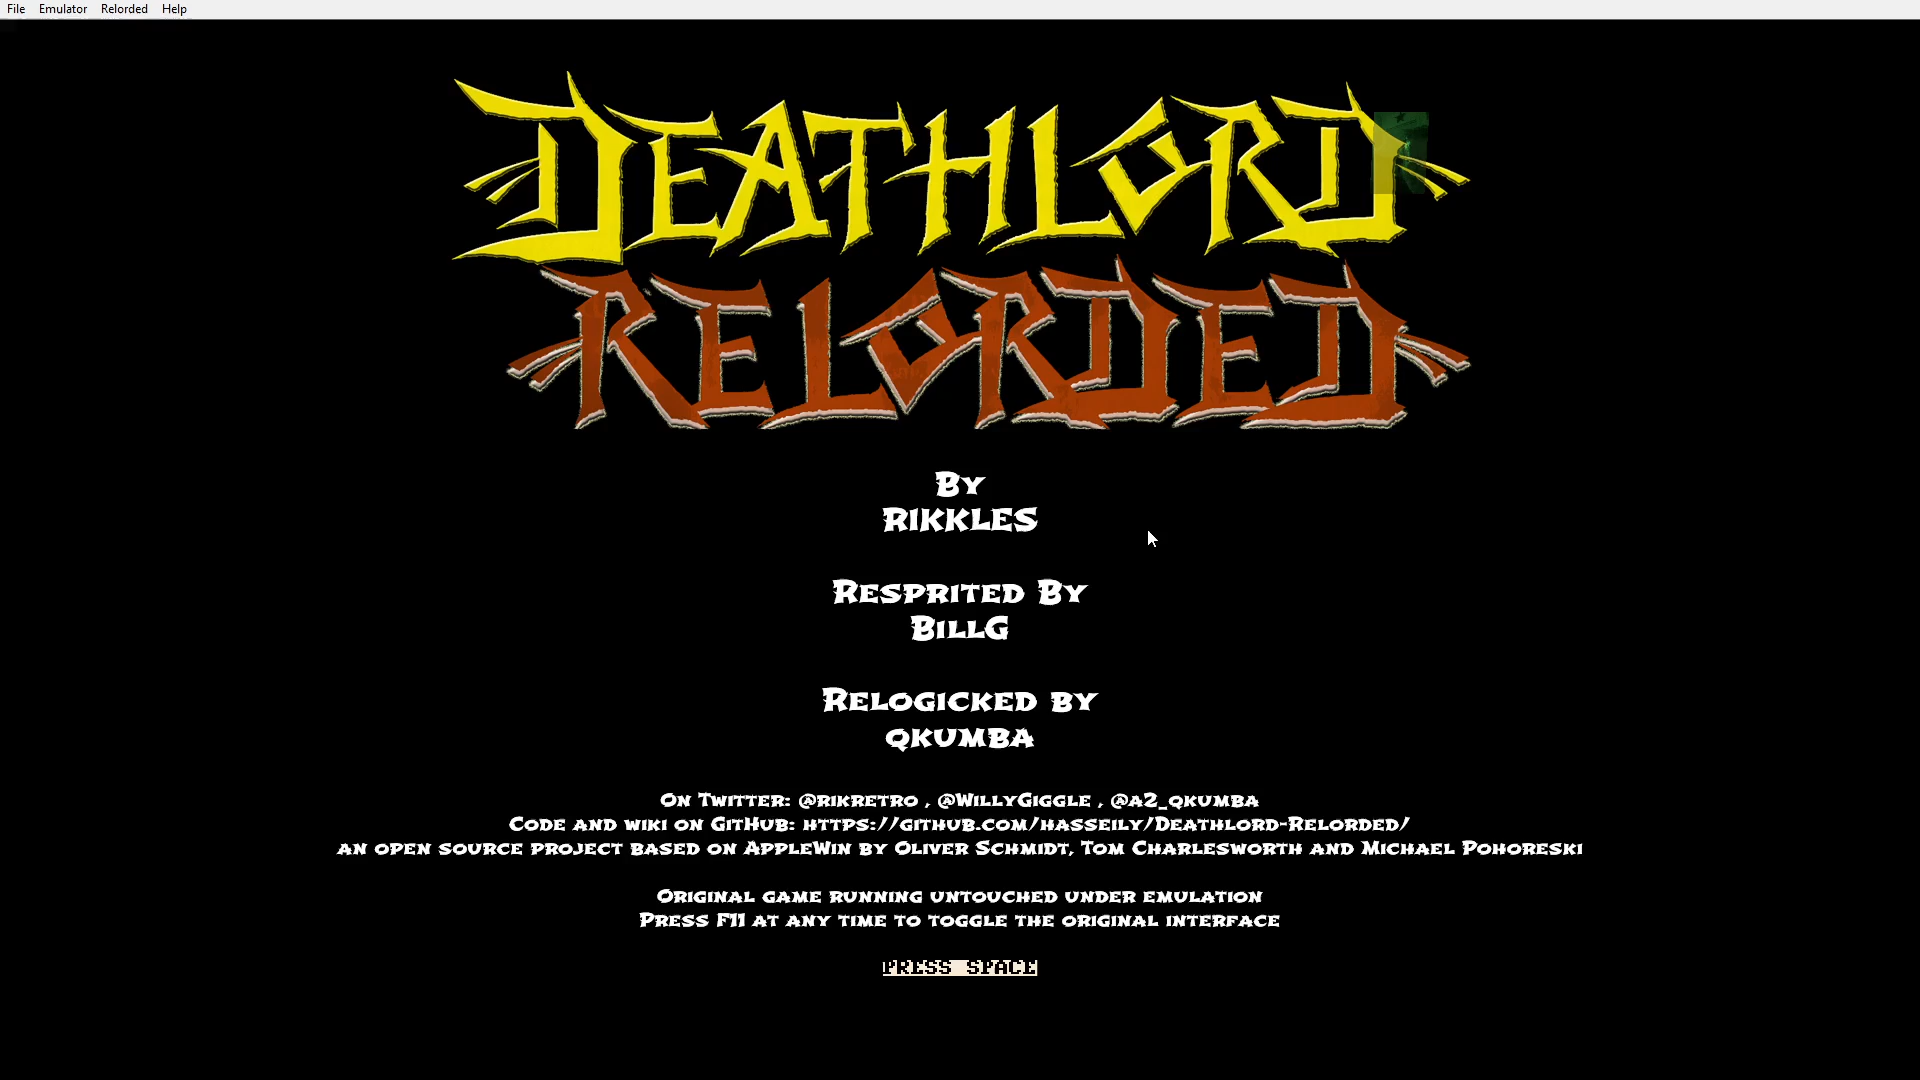 File Emulator Relorded Help
DEATHLORD
RELORDED
By
RIKKLES
Resprited By
BillG
Relogicked by
qkumba
On Twitter: @rikretro , @WillyGiggle , @a2_qkumba
Code and wiki on GitHub: https://github.com/hasseily/Deathlord-Relorded/
an open source project based on AppleWin by Oliver Schmidt, Tom Charlesworth and Michael Pohoreski
Original game running untouched under emulation
Press F11 at any time to toggle the original interface
PRESS SPACE